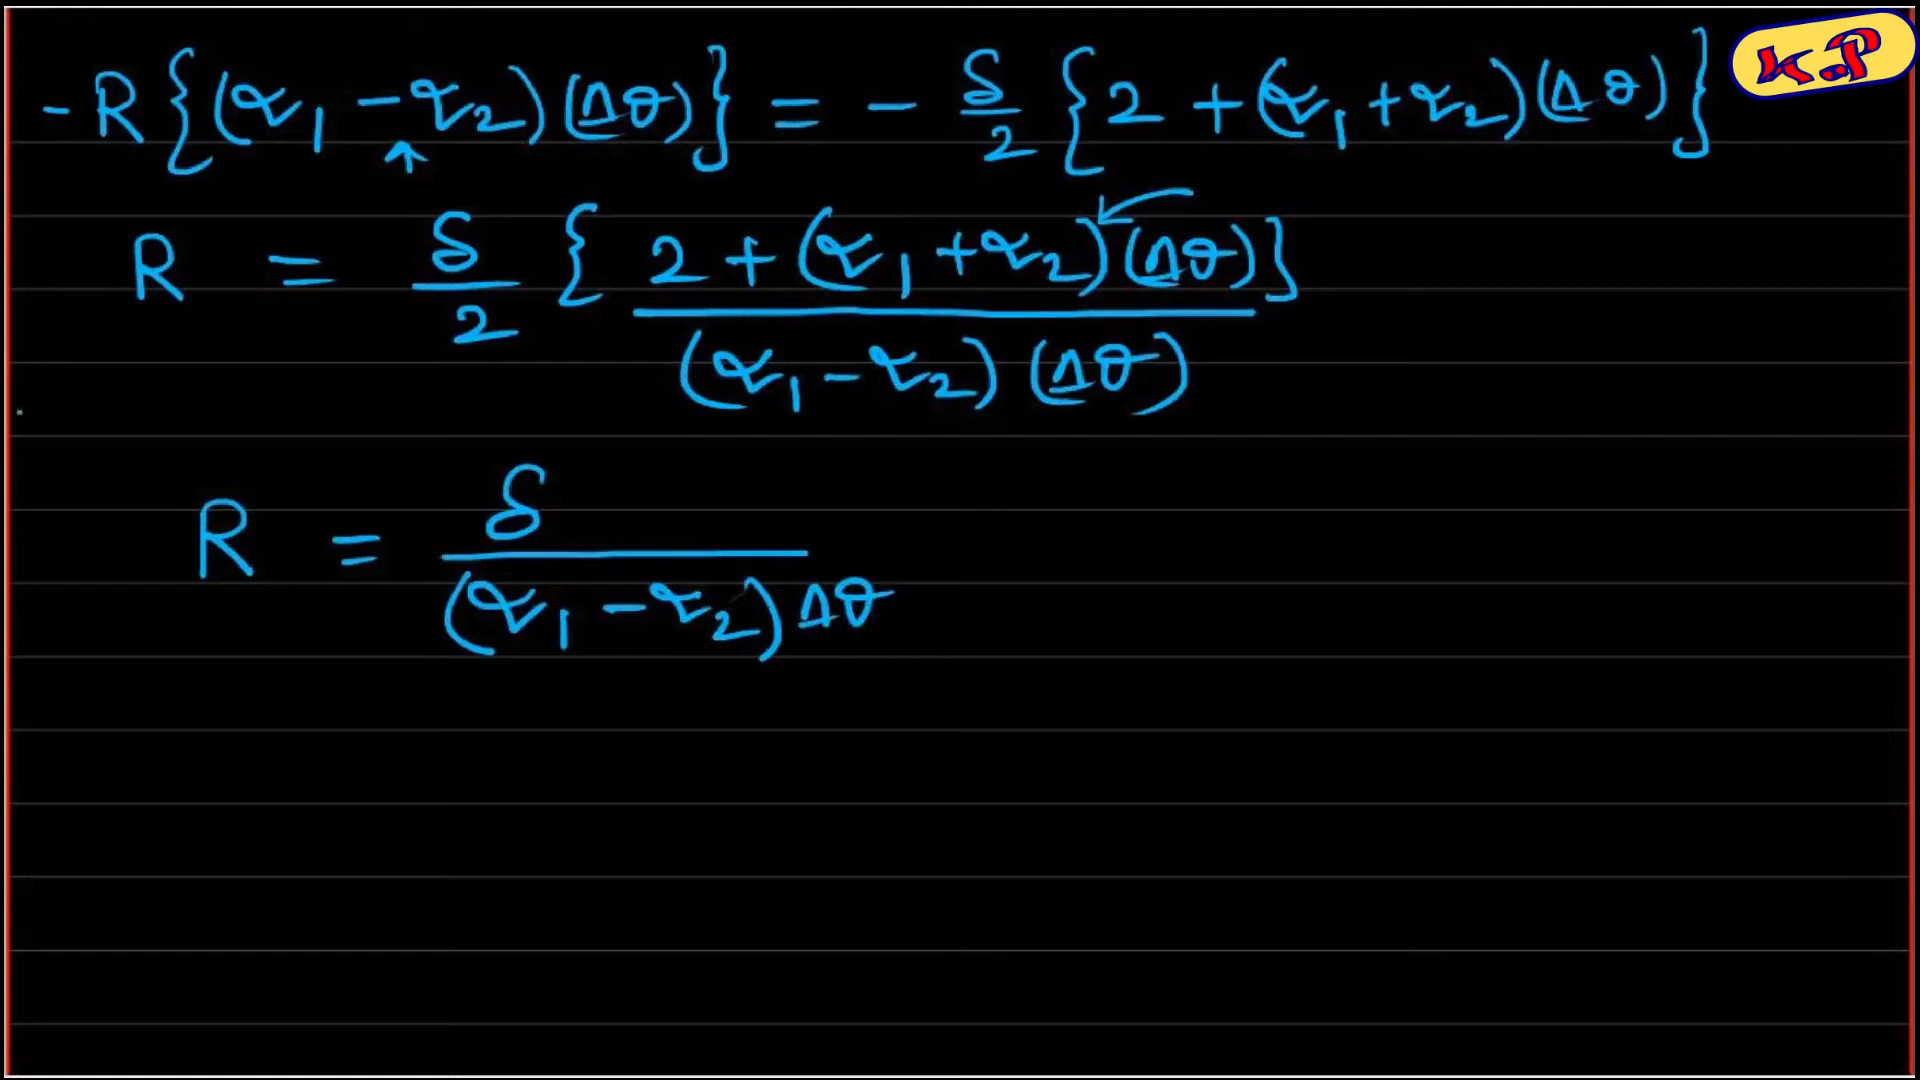 K.P
-R{(α₁ - α₂)(Δθ)} = - δ/2 {2 + (α₁ + α₂)(Δθ)}
R = δ/2 { 2 + (α₁ + α₂)(Δθ)} / (α₁ - α₂)(Δθ)
R = δ / (α₁ - α₂)Δθ